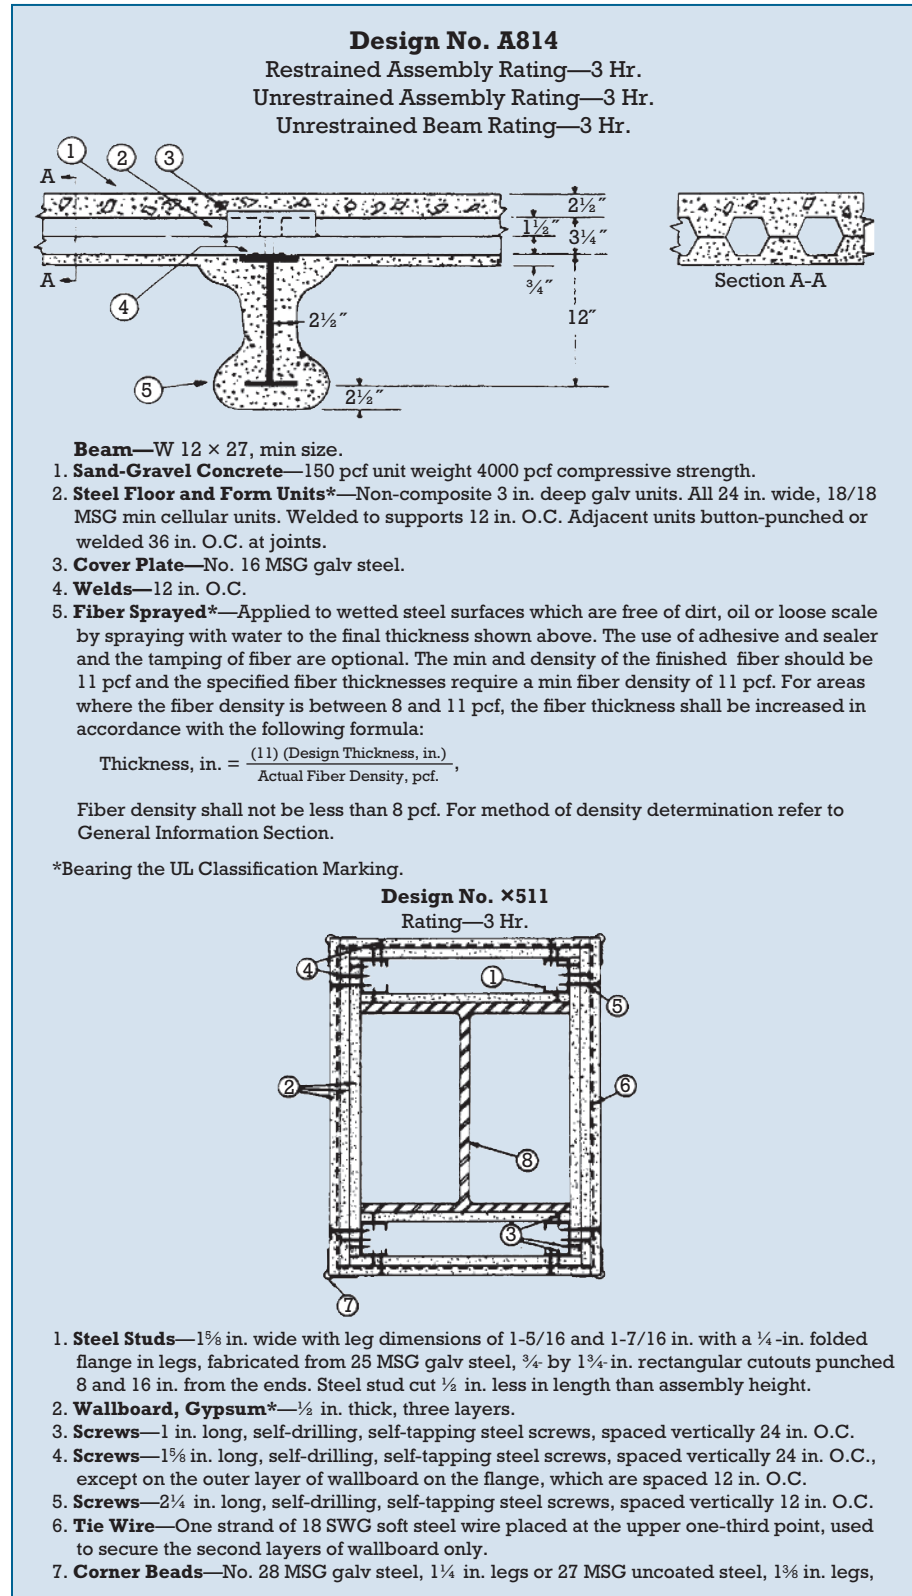 Design No. A814
Restrained Assembly Rating—3 Hr.
Unrestrained Assembly Rating—3 Hr.
Unrestrained Beam Rating—3 Hr.
1
2
3
A
2½″
1½″
3¼″
A
¾″
Section A-A
4
2½″
12″
5
2½″
Beam—W 12 × 27, min size.
1. Sand-Gravel Concrete—150 pcf unit weight 4000 pcf compressive strength.
2. Steel Floor and Form Units*—Non-composite 3 in. deep galv units. All 24 in. wide, 18/18
MSG min cellular units. Welded to supports 12 in. O.C. Adjacent units button-punched or
welded 36 in. O.C. at joints.
3. Cover Plate—No. 16 MSG galv steel.
4. Welds—12 in. O.C.
5. Fiber Sprayed*—Applied to wetted steel surfaces which are free of dirt, oil or loose scale
by spraying with water to the final thickness shown above. The use of adhesive and sealer
and the tamping of fiber are optional. The min and density of the finished fiber should be
11 pcf and the specified fiber thicknesses require a min fiber density of 11 pcf. For areas
where the fiber density is between 8 and 11 pcf, the fiber thickness shall be increased in
accordance with the following formula:
Thickness, in. = (11) (Design Thickness, in.)
Actual Fiber Density, pcf. ,
Fiber density shall not be less than 8 pcf. For method of density determination refer to
General Information Section.
*Bearing the UL Classification Marking.
Design No. ×511
Rating—3 Hr.
4
1
5
2
6
8
3
7
1. Steel Studs—1⅝ in. wide with leg dimensions of 1-5/16 and 1-7/16 in. with a ¼ -in. folded
flange in legs, fabricated from 25 MSG galv steel, ¾- by 1¾- in. rectangular cutouts punched
8 and 16 in. from the ends. Steel stud cut ½ in. less in length than assembly height.
2. Wallboard, Gypsum*—½ in. thick, three layers.
3. Screws—1 in. long, self-drilling, self-tapping steel screws, spaced vertically 24 in. O.C.
4. Screws—1⅝ in. long, self-drilling, self-tapping steel screws, spaced vertically 24 in. O.C.,
except on the outer layer of wallboard on the flange, which are spaced 12 in. O.C.
5. Screws—2¼ in. long, self-drilling, self-tapping steel screws, spaced vertically 12 in. O.C.
6. Tie Wire—One strand of 18 SWG soft steel wire placed at the upper one-third point, used
to secure the second layers of wallboard only.
7. Corner Beads—No. 28 MSG galv steel, 1¼ in. legs or 27 MSG uncoated steel, 1⅜ in. legs,